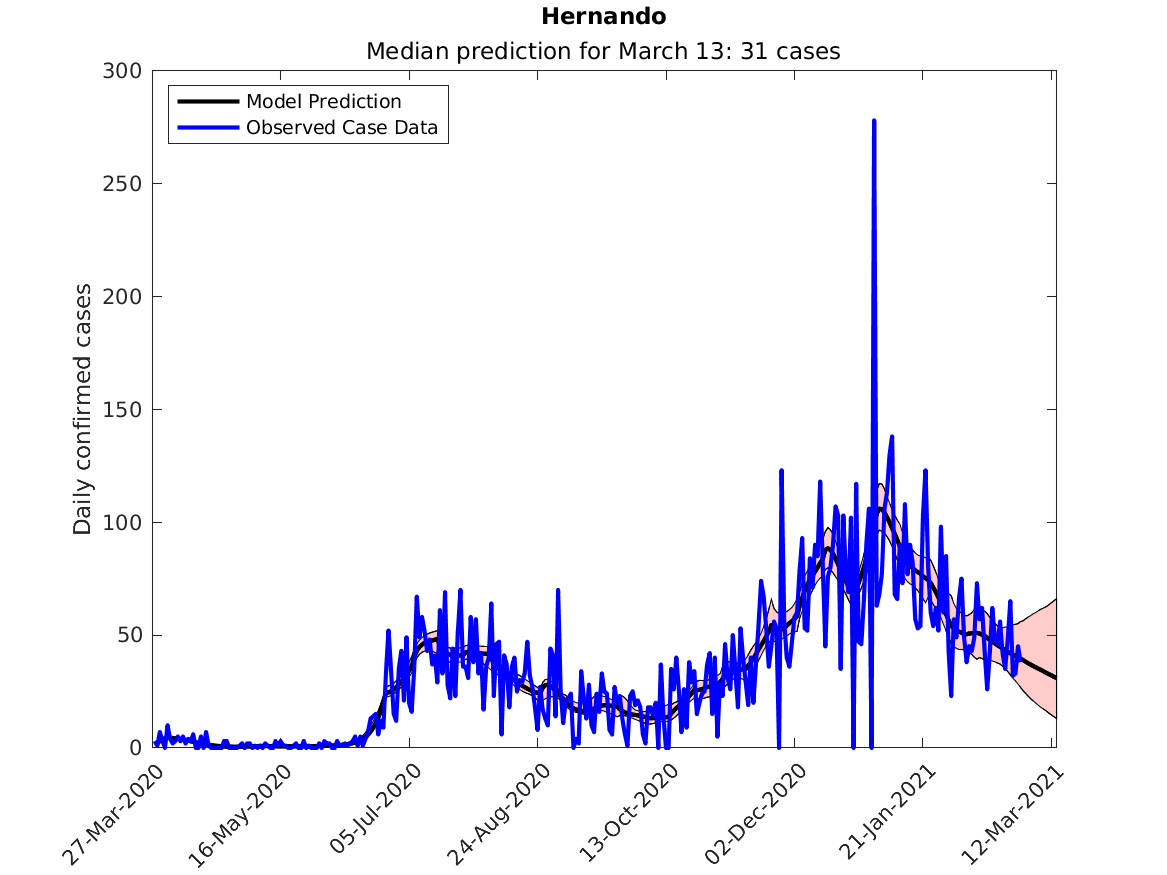 Hernando
Median prediction for March 13: 31 cases
Model Prediction
Observed Case Data
Daily confirmed cases
300
250
200
150
100
50
0
27-Mar-2020
16-May-2020
05-Jul-2020
24-Aug-2020
13-Oct-2020
02-Dec-2020
21-Jan-2021
12-Mar-2021